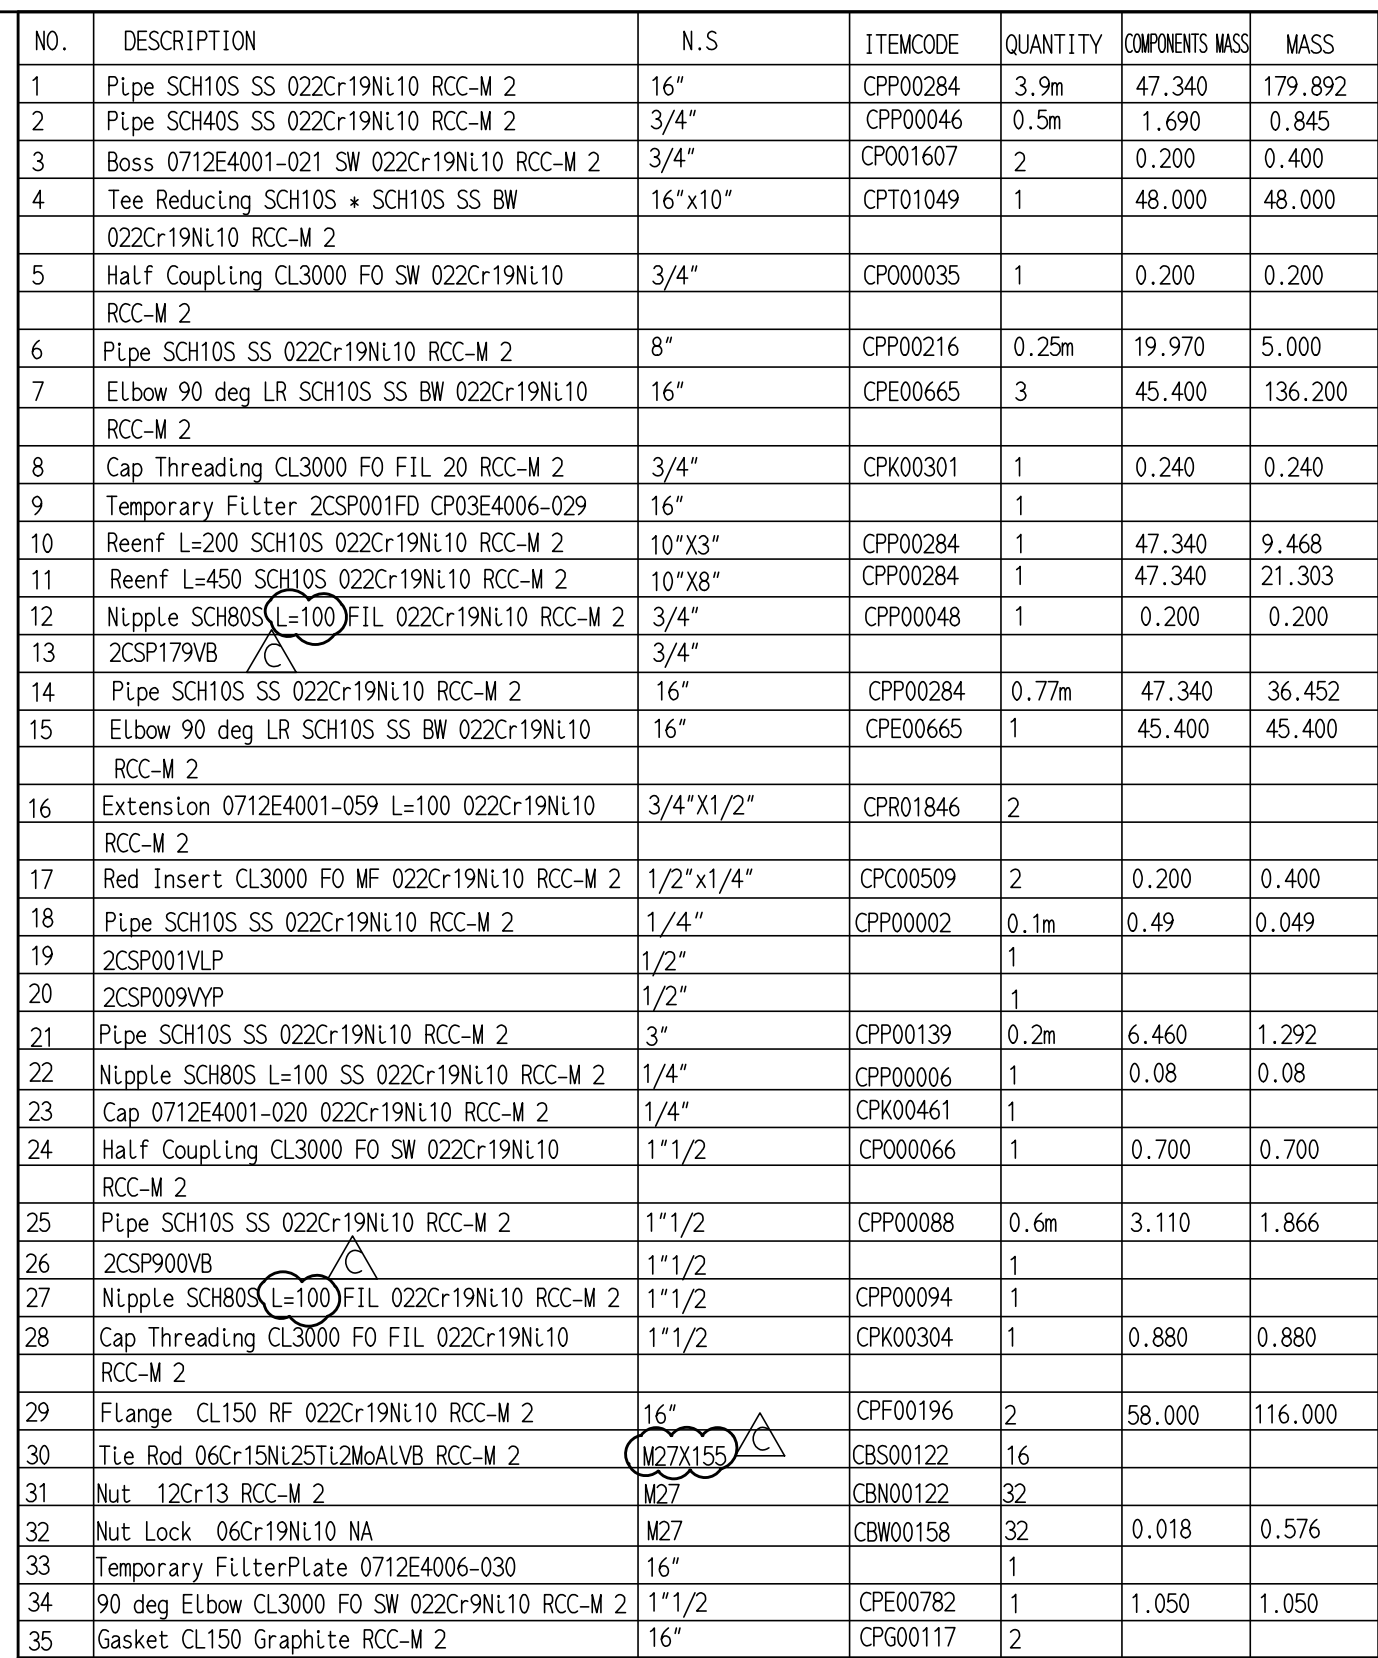 NO. DESCRIPTION N.S ITEMCODE QUANTITY COMPONENTS MASS MASS
1 Pipe SCH10S SS 022Cr19Ni10 RCC-M 2 16" CPP00284 3.9m 47.340 179.892
2 Pipe SCH40S SS 022Cr19Ni10 RCC-M 2 3/4" CPP00046 0.5m 1.690 0.845
3 Boss 0712E4001-021 SW 022Cr19Ni10 RCC-M 2 3/4" CPO01607 2 0.200 0.400
4 Tee Reducing SCH10S * SCH10S SS BW 16"x10" CPT01049 1 48.000 48.000
022Cr19Ni10 RCC-M 2
5 Half Coupling CL3000 FO SW 022Cr19Ni10 3/4" CPO00035 1 0.200 0.200
RCC-M 2
6 Pipe SCH10S SS 022Cr19Ni10 RCC-M 2 8" CPP00216 0.25m 19.970 5.000
7 Elbow 90 deg LR SCH10S SS BW 022Cr19Ni10 16" CPE00665 3 45.400 136.200
RCC-M 2
8 Cap Threading CL3000 FO FIL 20 RCC-M 2 3/4" CPK00301 1 0.240 0.240
9 Temporary Filter 2CSP001FD CP03E4006-029 16" 1
10 Reenf L=200 SCH10S 022Cr19Ni10 RCC-M 2 10"X3" CPP00284 1 47.340 9.468
11 Reenf L=450 SCH10S 022Cr19Ni10 RCC-M 2 10"X8" CPP00284 1 47.340 21.303
12 Nipple SCH80S L=100 FIL 022Cr19Ni10 RCC-M 2 3/4" CPP00048 1 0.200 0.200
13 2CSP179VB C 3/4"
14 Pipe SCH10S SS 022Cr19Ni10 RCC-M 2 16" CPP00284 0.77m 47.340 36.452
15 Elbow 90 deg LR SCH10S SS BW 022Cr19Ni10 16" CPE00665 1 45.400 45.400
RCC-M 2
16 Extension 0712E4001-059 L=100 022Cr19Ni10 3/4"X1/2" CPR01846 2
RCC-M 2
17 Red Insert CL3000 FO MF 022Cr19Ni10 RCC-M 2 1/2"x1/4" CPC00509 2 0.200 0.400
18 Pipe SCH10S SS 022Cr19Ni10 RCC-M 2 1/4" CPP00002 0.1m 0.49 0.049
19 2CSP001VLP 1/2" 1
20 2CSP009VYP 1/2" 1
21 Pipe SCH10S SS 022Cr19Ni10 RCC-M 2 3" CPP00139 0.2m 6.460 1.292
22 Nipple SCH80S L=100 SS 022Cr19Ni10 RCC-M 2 1/4" CPP00006 1 0.08 0.08
23 Cap 0712E4001-020 022Cr19Ni10 RCC-M 2 1/4" CPK00461 1
24 Half Coupling CL3000 FO SW 022Cr19Ni10 1"1/2 CPO00066 1 0.700 0.700
RCC-M 2
25 Pipe SCH10S SS 022Cr19Ni10 RCC-M 2 1"1/2 CPP00088 0.6m 3.110 1.866
26 2CSP900VB C 1"1/2 1
27 Nipple SCH80S L=100 FIL 022Cr19Ni10 RCC-M 2 1"1/2 CPP00094 1
28 Cap Threading CL3000 FO FIL 022Cr19Ni10 1"1/2 CPK00304 1 0.880 0.880
RCC-M 2
29 Flange CL150 RF 022Cr19Ni10 RCC-M 2 16" CPF00196 2 58.000 116.000
30 Tie Rod 06Cr15Ni25Ti2MoAlVB RCC-M 2 M27X155 C CBS00122 16
31 Nut 12Cr13 RCC-M 2 M27 CBN00122 32
32 Nut Lock 06Cr19Ni10 NA M27 CBW00158 32 0.018 0.576
33 Temporary FilterPlate 0712E4006-030 16" 1
34 90 deg Elbow CL3000 FO SW 022Cr9Ni10 RCC-M 2 1"1/2 CPE00782 1 1.050 1.050
35 Gasket CL150 Graphite RCC-M 2 16" CPG00117 2